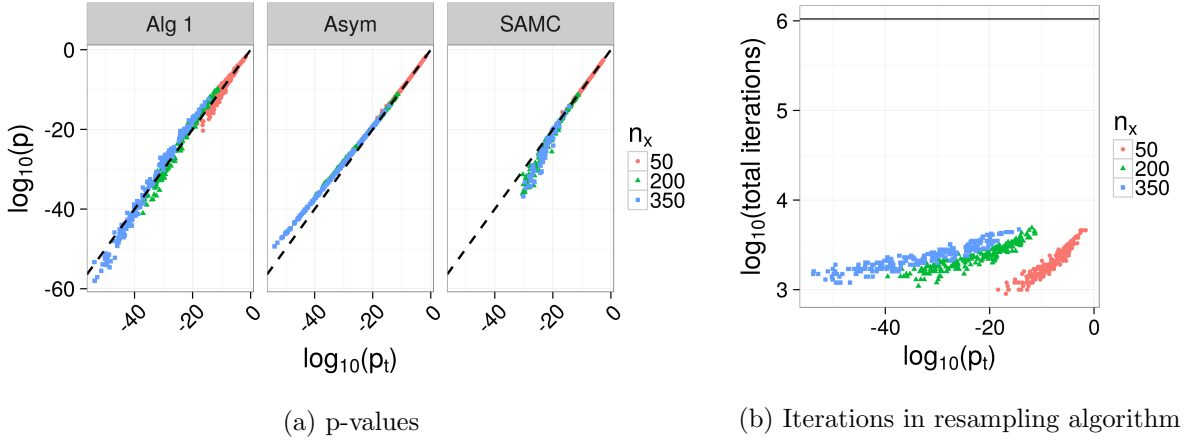 Alg 1 Asym SAMC
0
-20
-40
-60
log10(p)
-40 -20 0 -40 -20 0 -40 -20 0
log10(pt)
nx
50
200
350
(a) p-values
6
5
4
3
log10(total iterations)
-40 -20 0
log10(pt)
nx
50
200
350
(b) Iterations in resampling algorithm